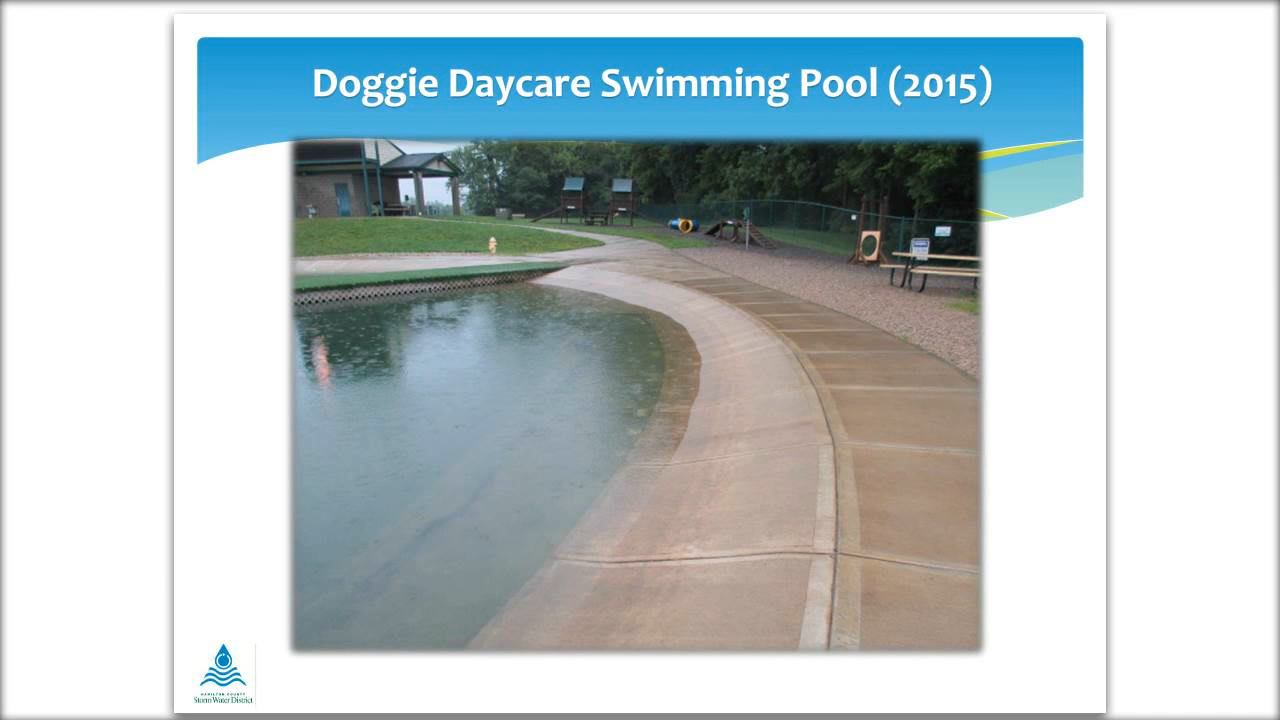 Doggie Daycare Swimming Pool (2015)
HAMILTON COUNTY
Storm Water District